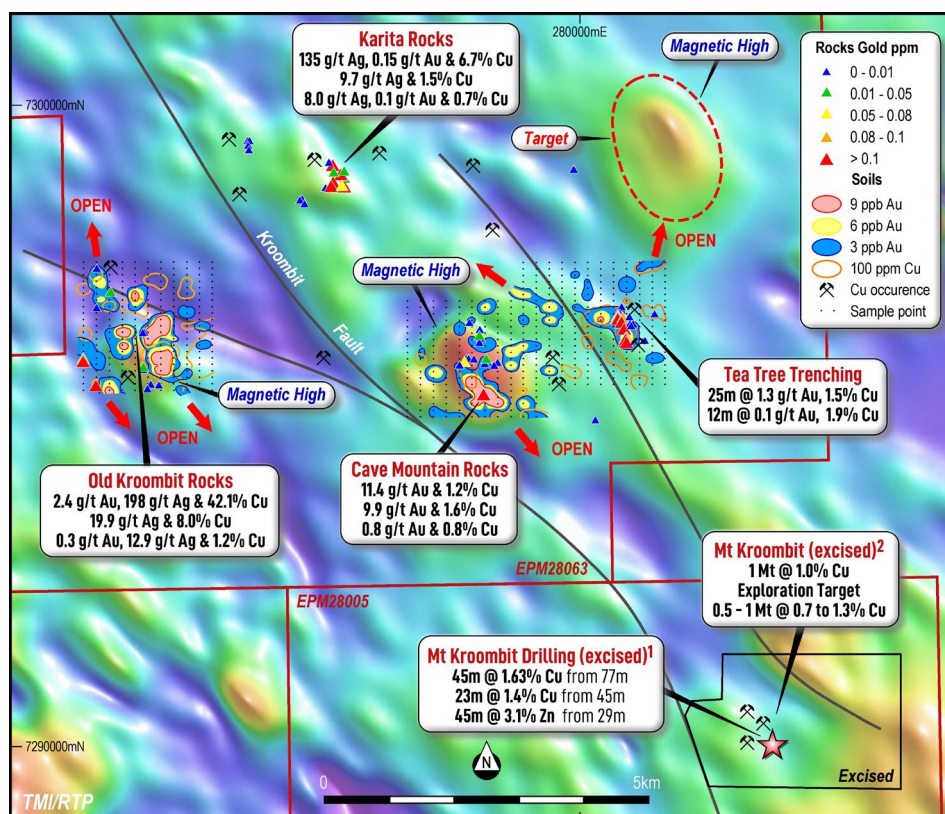 Karita Rocks
135 g/t Ag, 0.15 g/t Au & 6.7% Cu
9.7 g/t Ag & 1.5% Cu
8.0 g/t Ag, 0.1 g/t Au & 0.7% Cu
280000mE
Magnetic High
Rocks Gold ppm
0 - 0.01
0.01 - 0.05
0.05 - 0.08
0.08 - 0.1
> 0.1
Soils
9 ppb Au
6 ppb Au
3 ppb Au
100 ppm Cu
Cu occurence
Sample point
7300000mN
Target
OPEN
Kroombit
Fault
Magnetic High
OPEN
Magnetic High
OPEN
OPEN
Tea Tree Trenching
25m @ 1.3 g/t Au, 1.5% Cu
12m @ 0.1 g/t Au, 1.9% Cu
Old Kroombit Rocks
2.4 g/t Au, 198 g/t Ag & 42.1% Cu
19.9 g/t Ag & 8.0% Cu
0.3 g/t Au, 12.9 g/t Ag & 1.2% Cu
Cave Mountain Rocks
11.4 g/t Au & 1.2% Cu
9.9 g/t Au & 1.6% Cu
0.8 g/t Au & 0.8% Cu
EPM28063
EPM28005
Mt Kroombit (excised)2
1 Mt @ 1.0% Cu
Exploration Target
0.5 - 1 Mt @ 0.7 to 1.3% Cu
Mt Kroombit Drilling (excised)1
45m @ 1.63% Cu from 77m
23m @ 1.4% Cu from 45m
45m @ 3.1% Zn from 29m
7290000mN
N
0
5km
Excised
TMI/RTP